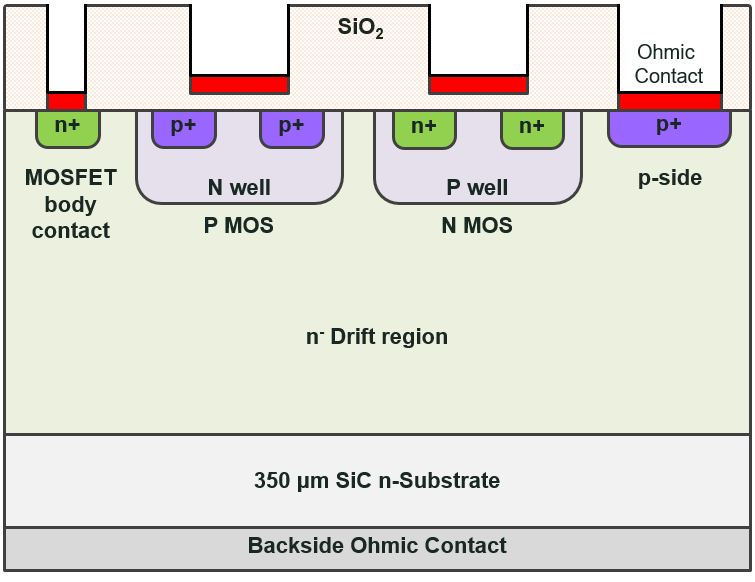 SiO₂
Ohmic
Contact
n+
p+
p+
n+
n+
p+
MOSFET
body
contact
N well
P MOS
P well
N MOS
p-side
n⁻ Drift region
350 µm SiC n-Substrate
Backside Ohmic Contact